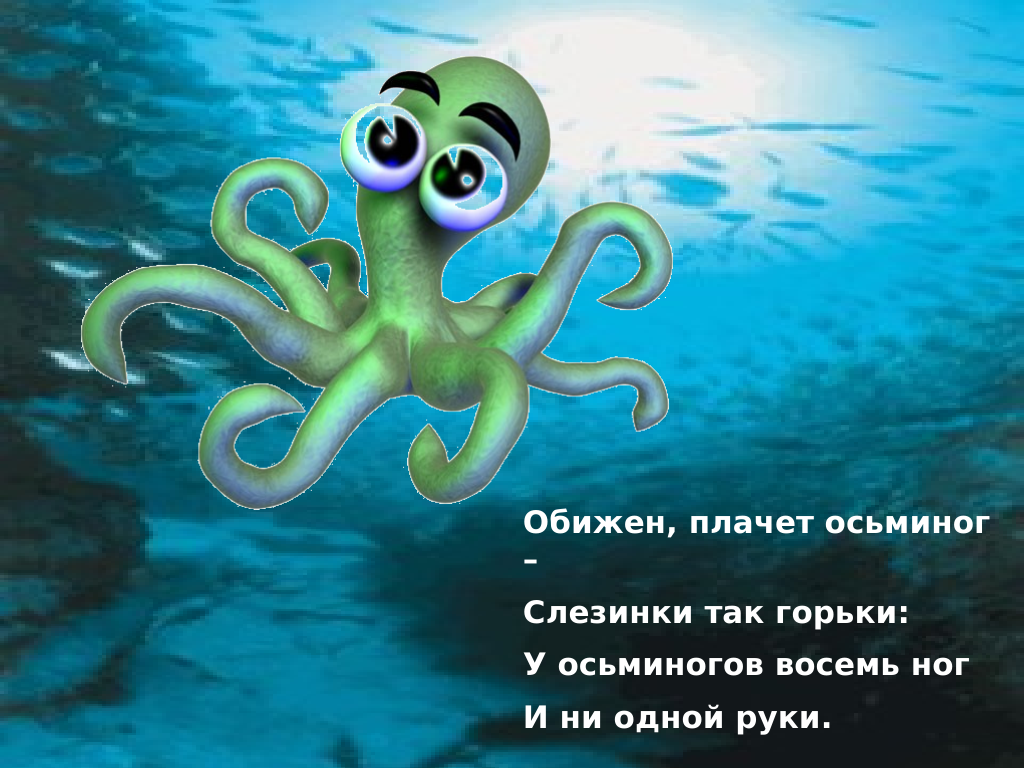 Обижен, плачет осьминог
–
Слезинки так горьки:
У осьминогов восемь ног
И ни одной руки.